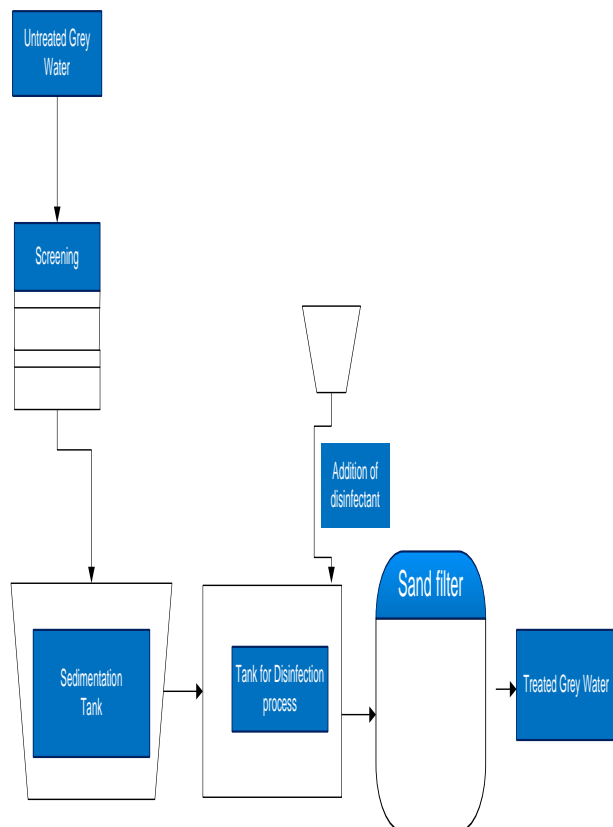 Untreated Grey
Water
Screening
Addition of
disinfectant
Sand filter
Sedimentation
Tank
Tank for Disinfection
process
Treated Grey Water